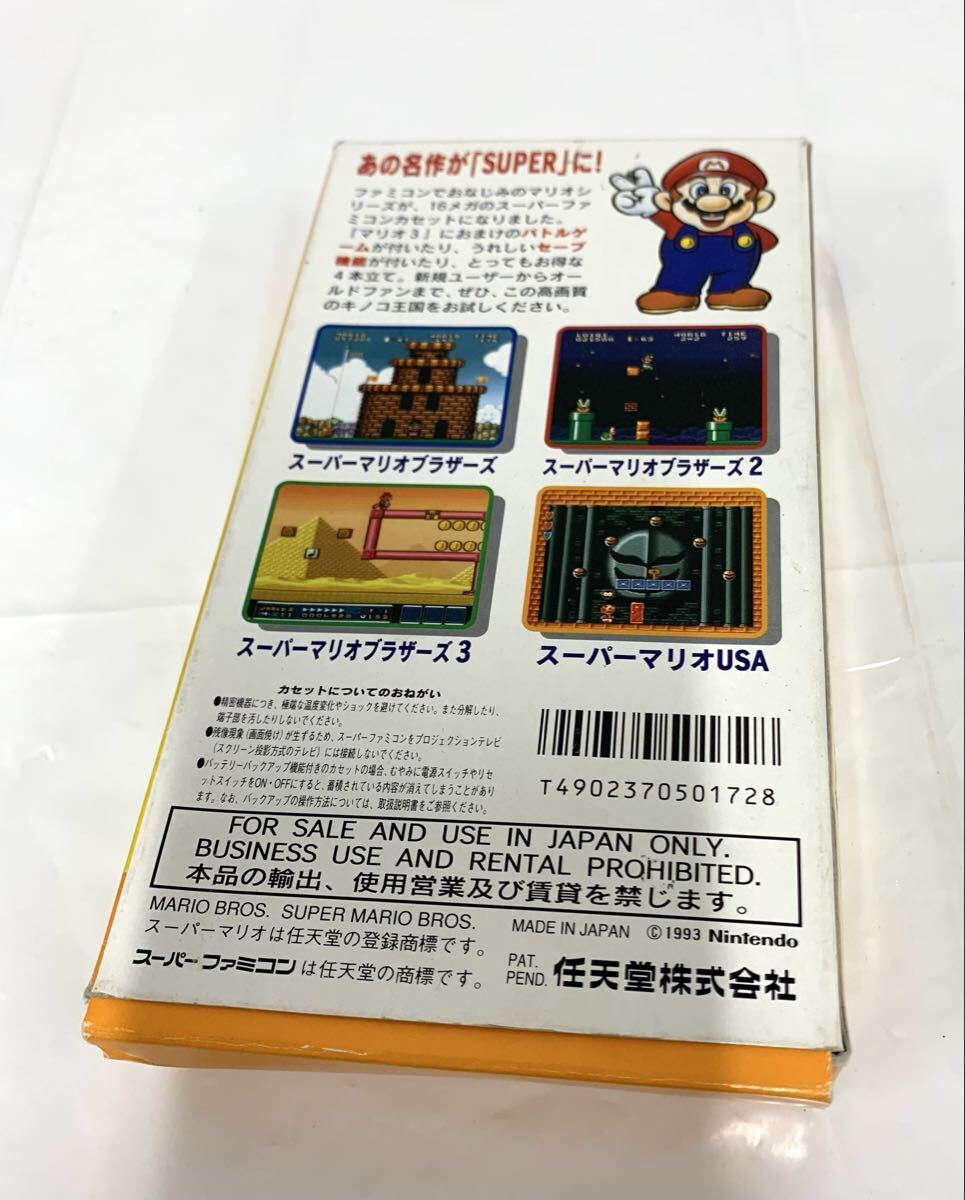 あの名作が「SUPER」に!
ファミコンでおなじみのマリオシ
リーズが、16メガのスーパーファ
ミコンカセットになりました。
「マリオ3」におまけのバトルゲ
ームが付いたり、うれしいセーブ
機能が付いたり、とってもお得な
4本立て。新規ユーザーからオー
ルドファンまで、ぜひ、この高画質
のキノコ王国をお試しください。
スーパーマリオブラザーズ
スーパーマリオブラザーズ2
スーパーマリオブラザーズ3
スーパーマリオUSA
カセットについてのおねがい
●精密機器につき、極端な温度変化やショックを避けてください。また分解したり、
端子部を汚したりしないでください。
●残像現象(画面焼け)が生ずるため、スーパーファミコンをプロジェクションテレビ
(スクリーン投影方式のテレビ)には接続しないでください。
●バッテリーバックアップ機能付きのカセットの場合、むやみに電源スイッチやリセ
ットスイッチをON・OFFにすると、蓄積されている内容が消えてしまうことがあり
ます。なお、バックアップの操作方法については、取扱説明書をご参照ください。
T4902370501728
FOR SALE AND USE IN JAPAN ONLY.
BUSINESS USE AND RENTAL PROHIBITED.
本品の輸出、使用営業及び賃貸を禁じます。
MARIO BROS. SUPER MARIO BROS.
スーパーマリオは任天堂の登録商標です。
スーパーファミコンは任天堂の商標です。
MADE IN JAPAN ©1993 Nintendo
PAT. PEND. 任天堂株式会社